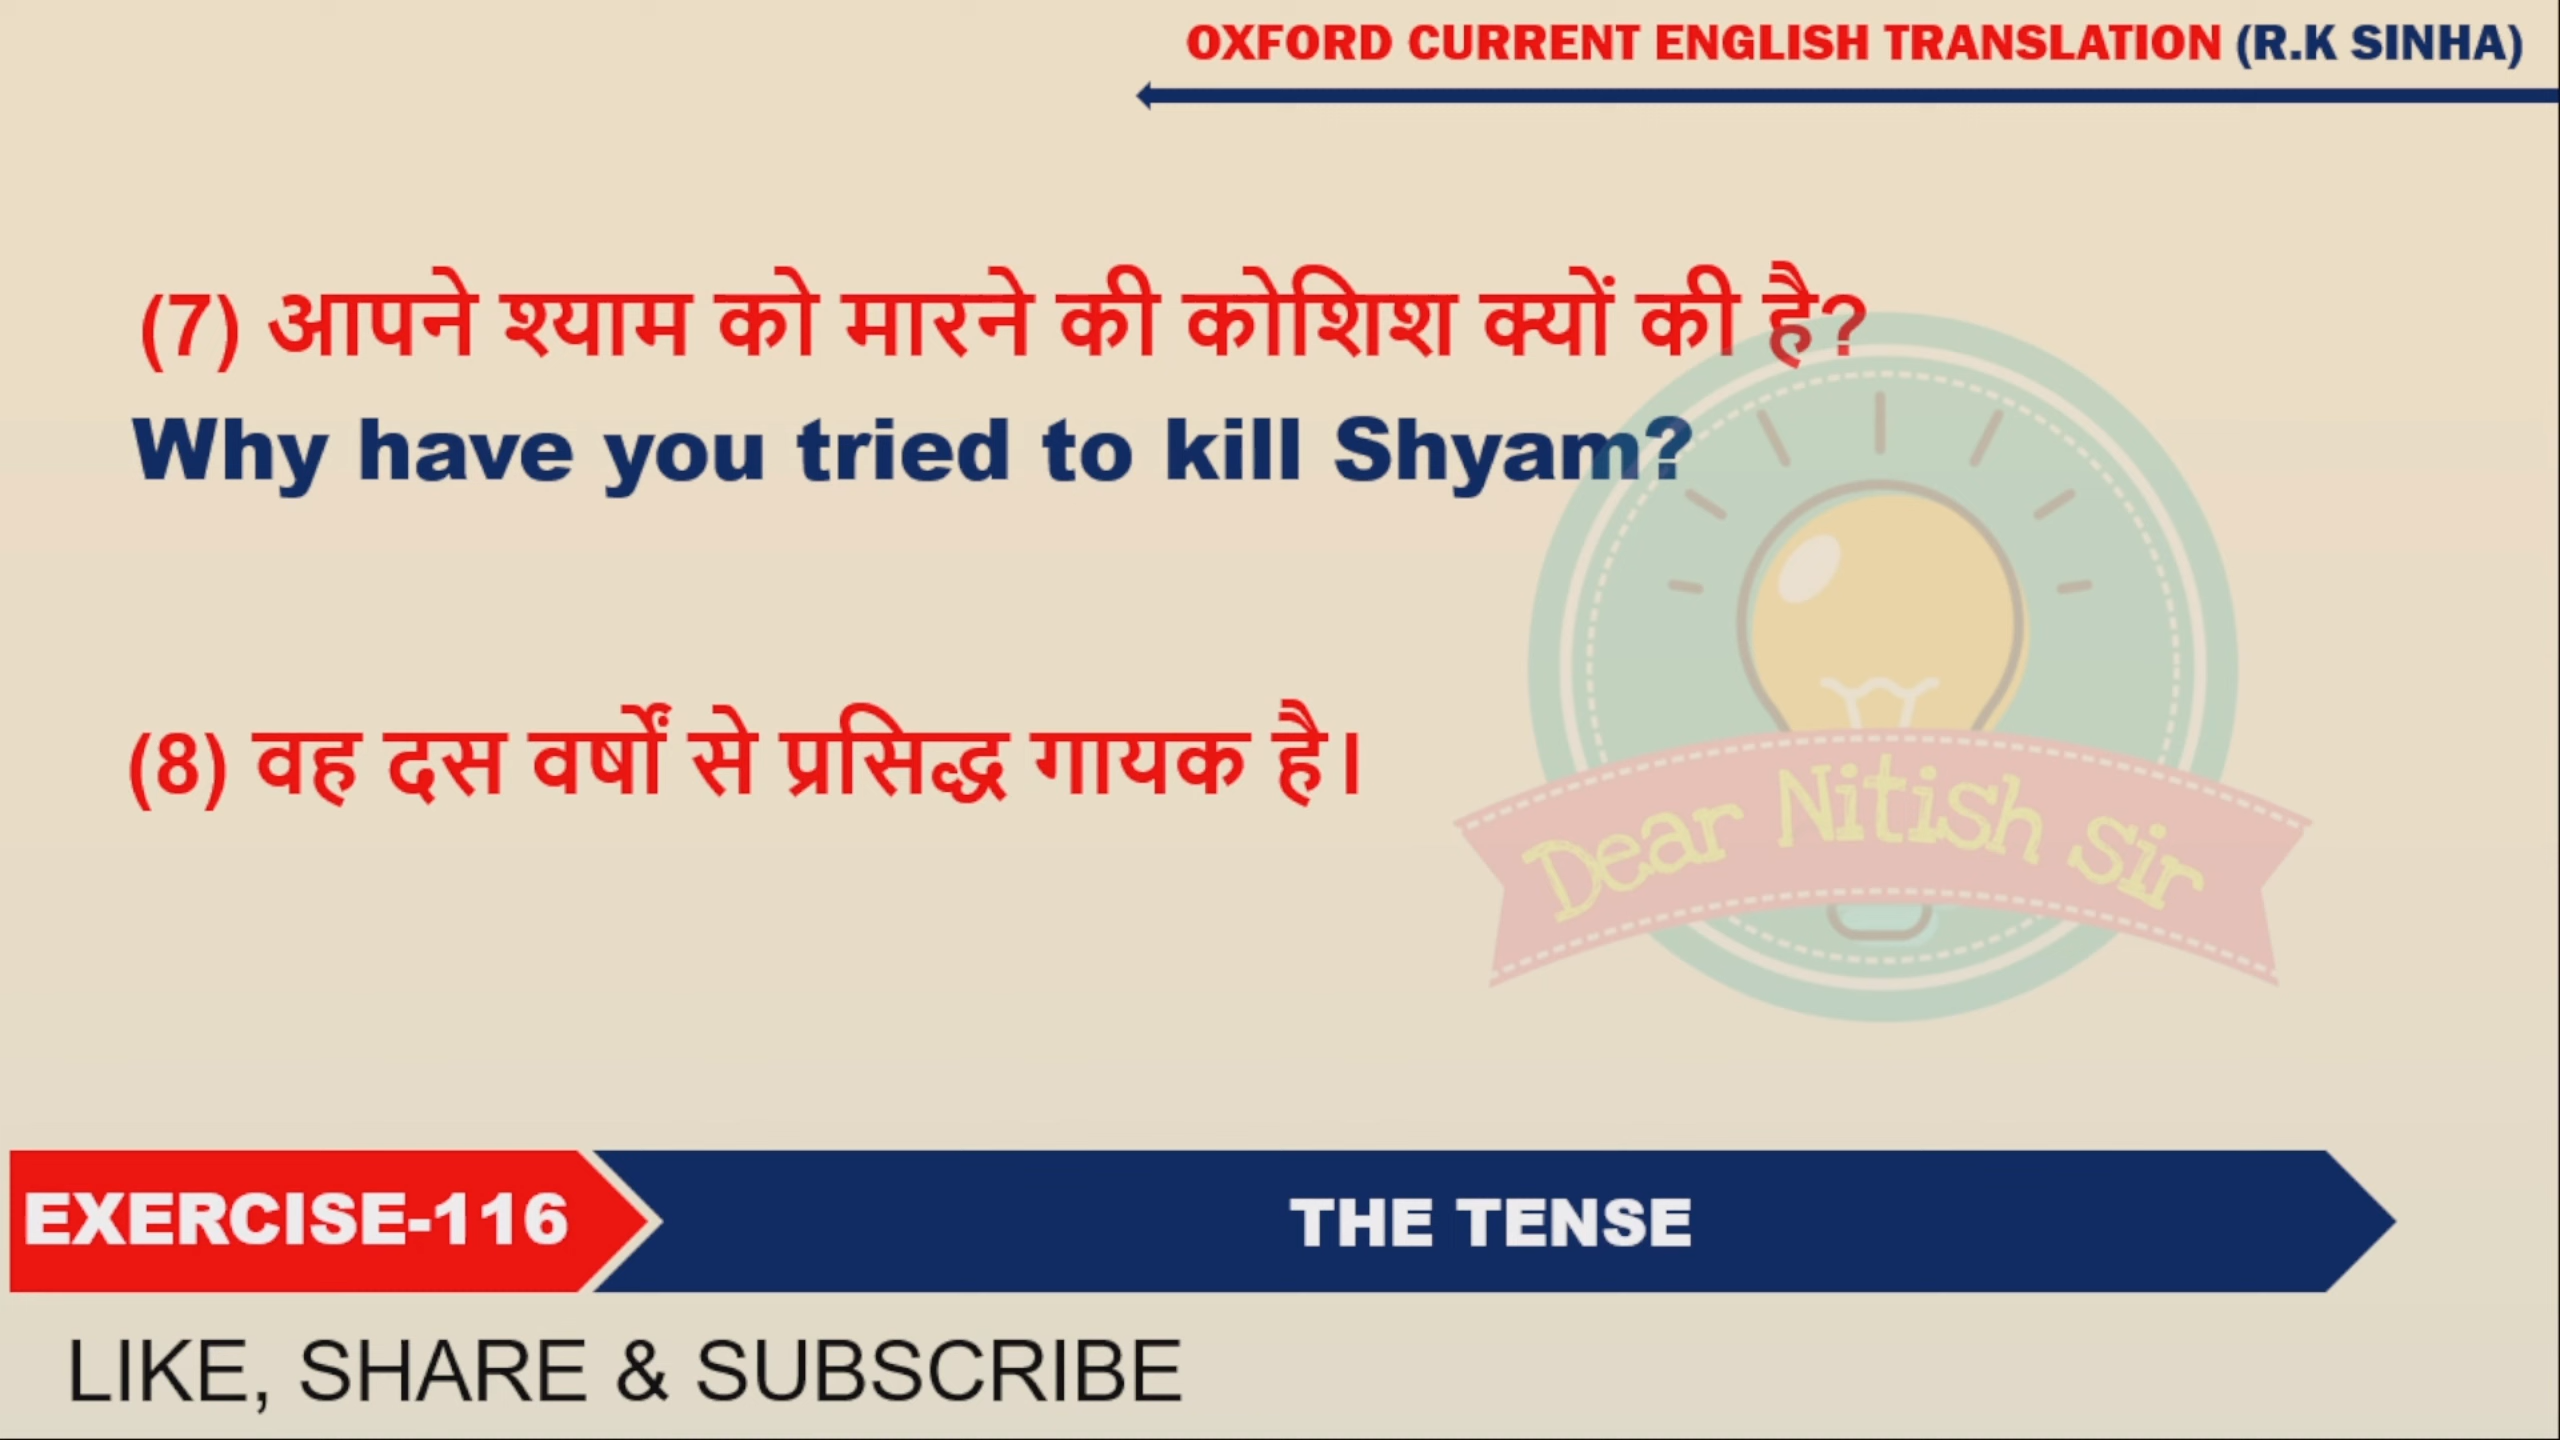 OXFORD CURRENT ENGLISH TRANSLATION (R.K SINHA)
(7) आपने श्याम को मारने की कोशिश क्यों की है?
Why have you tried to kill Shyam?
(8) वह दस वर्षों से प्रसिद्ध गायक है।
Dear Nitish Sir
EXERCISE-116
THE TENSE
LIKE, SHARE & SUBSCRIBE